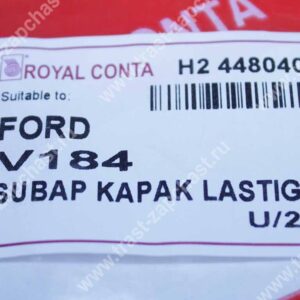 ROYAL CONTA H2 448040
Suitable to:
FORD
V184
SUBAP KAPAK LASTIG
U/2